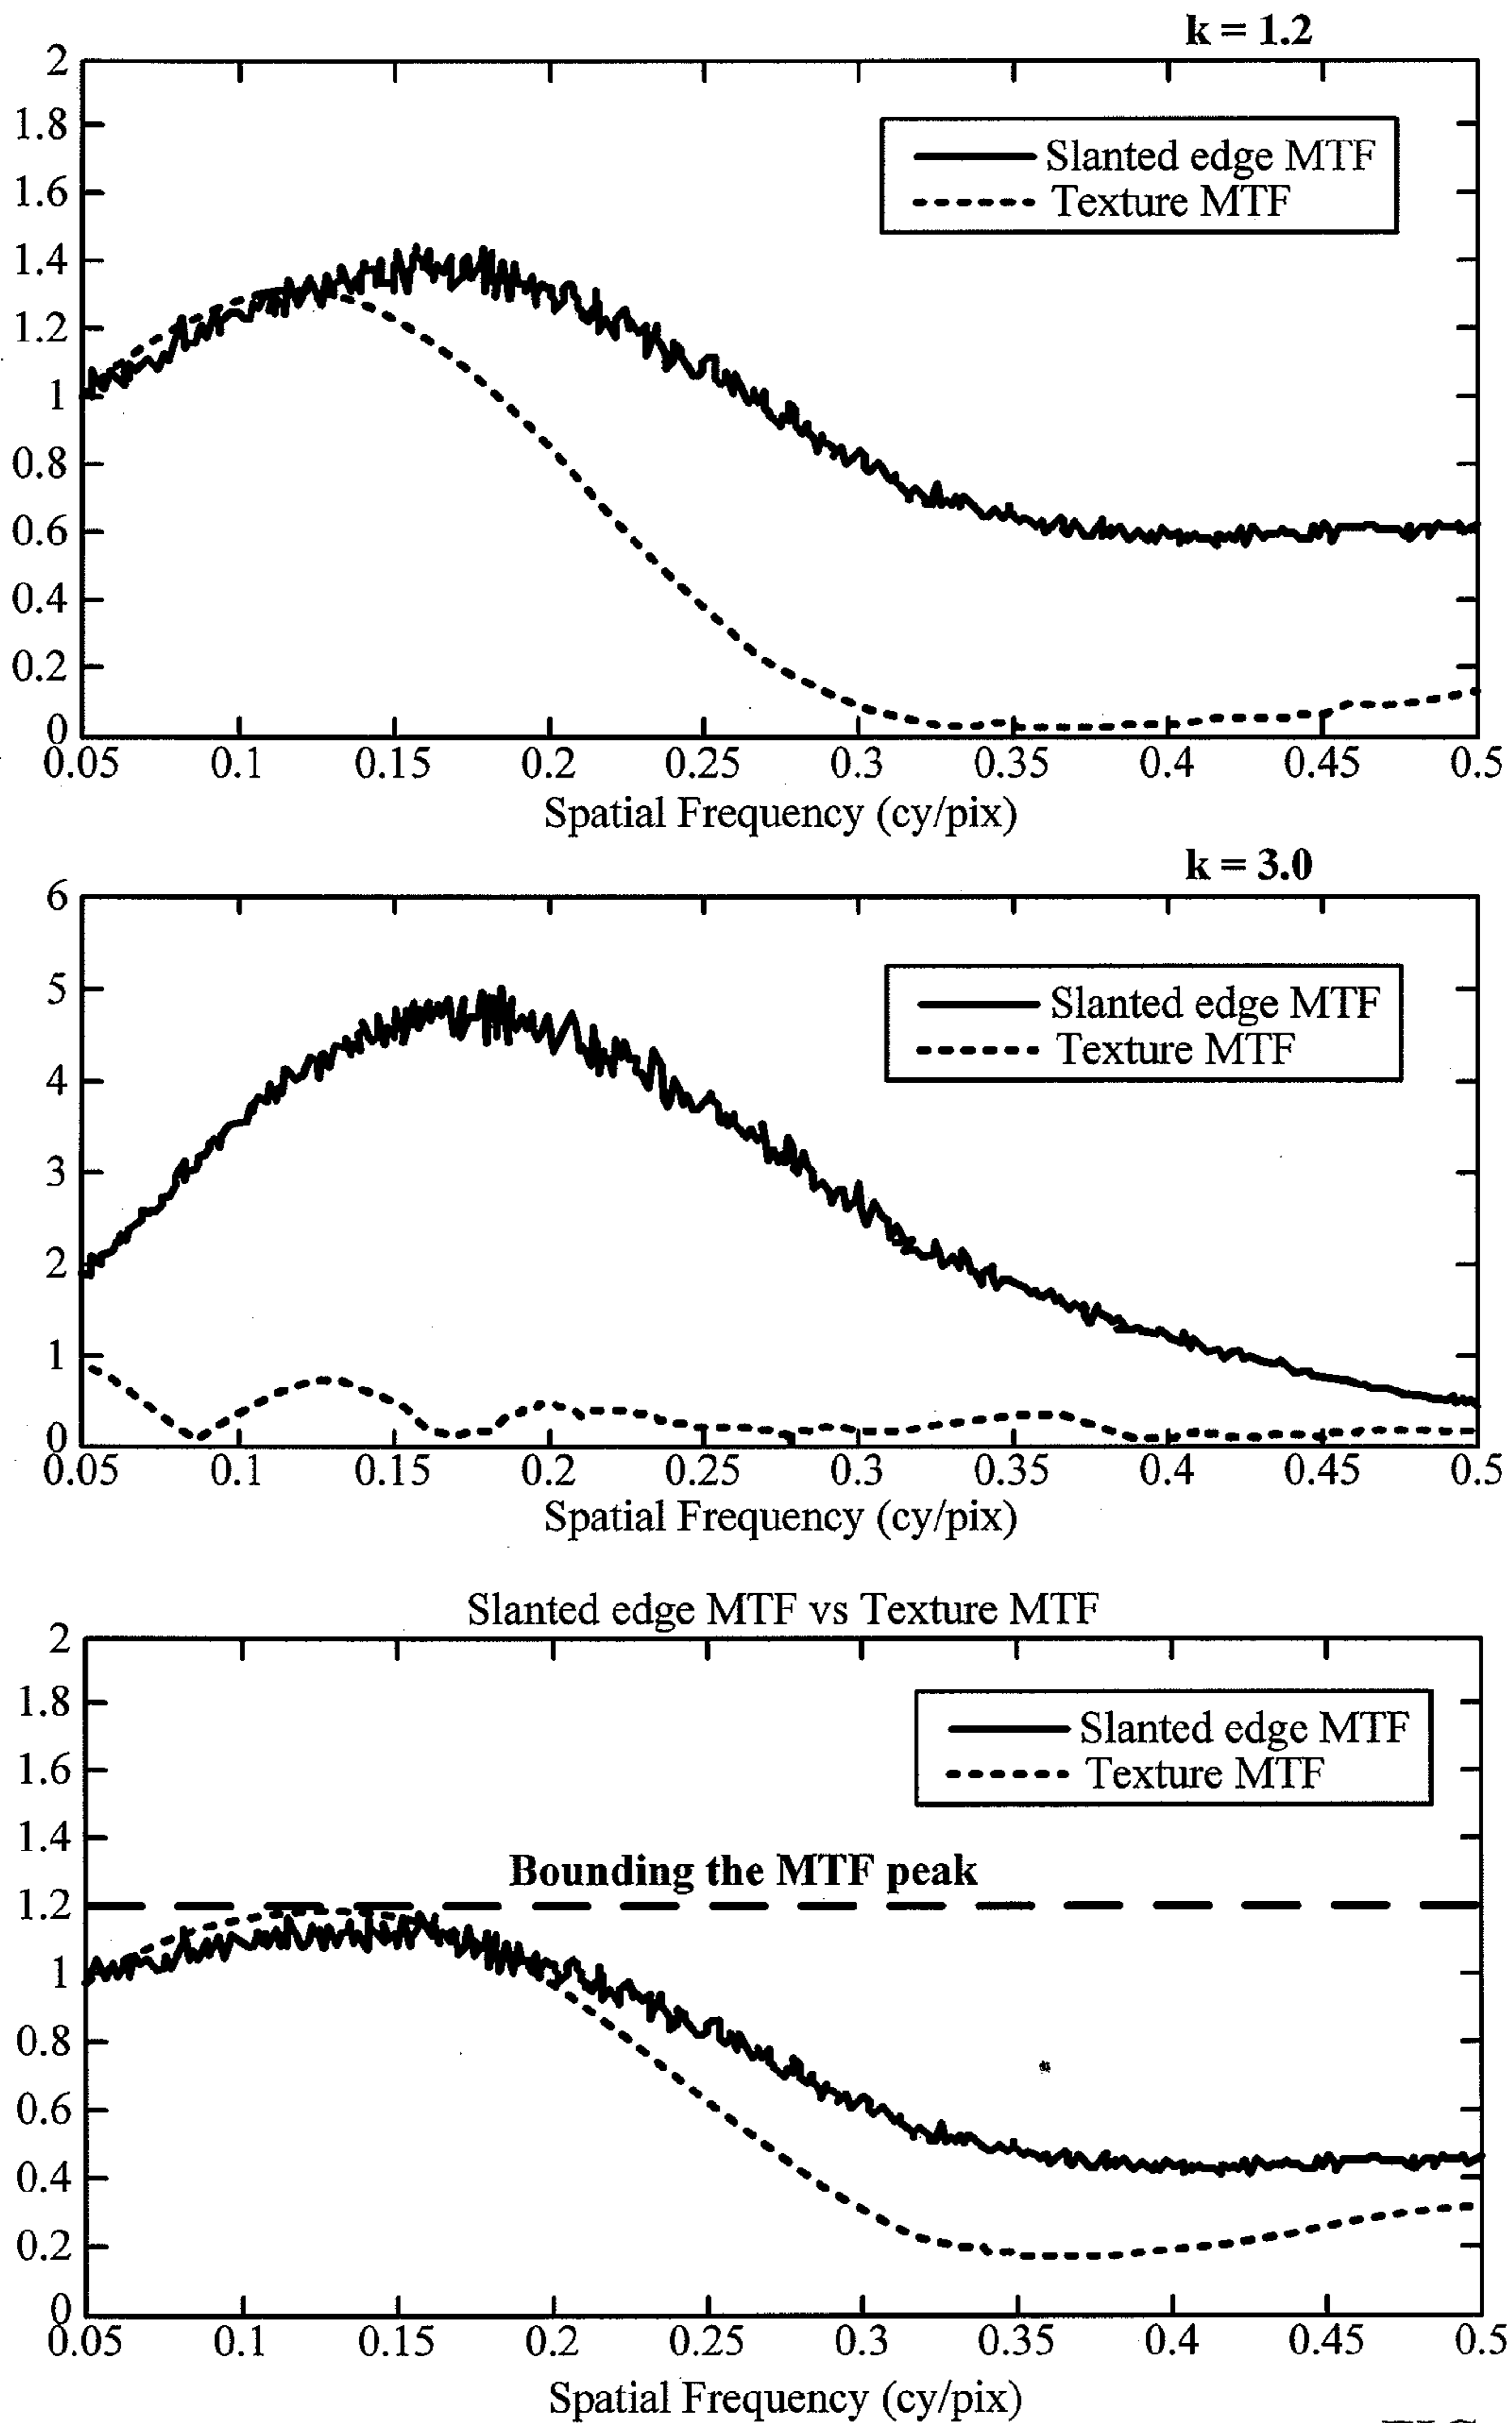 k = 1.2
2
1.8
1.6
1.4
1.2
1
0.8
0.6
0.4
0.2
0
Slanted edge MTF
Texture MTF
0.05 0.1 0.15 0.2 0.25 0.3 0.35 0.4 0.45 0.5
Spatial Frequency (cy/pix)
k = 3.0
6
5
4
3
2
1
0
Slanted edge MTF
Texture MTF
0.05 0.1 0.15 0.2 0.25 0.3 0.35 0.4 0.45 0.5
Spatial Frequency (cy/pix)
Slanted edge MTF vs Texture MTF
2
1.8
1.6
1.4
1.2
1
0.8
0.6
0.4
0.2
0
Slanted edge MTF
Texture MTF
Bounding the MTF peak
0.05 0.1 0.15 0.2 0.25 0.3 0.35 0.4 0.45 0.5
Spatial Frequency (cy/pix)